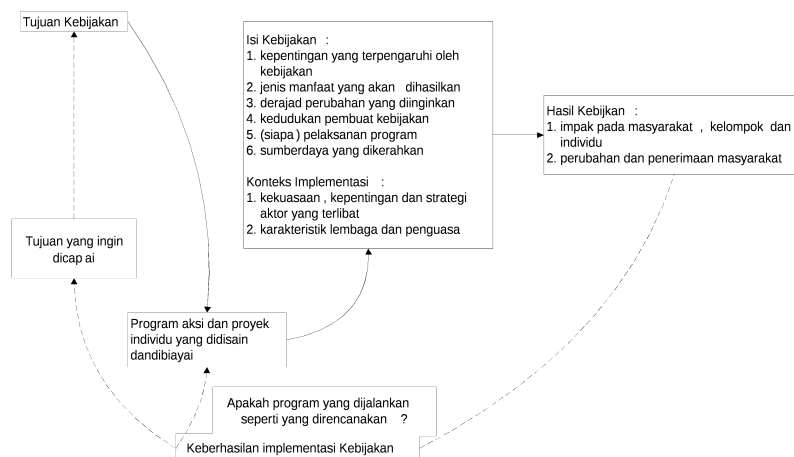 Tujuan Kebijakan
Isi Kebijakan :
1. kepentingan yang terpengaruhi oleh
kebijakan
2. jenis manfaat yang akan dihasilkan
3. derajad perubahan yang diinginkan
4. kedudukan pembuat kebijakan
5. (siapa) pelaksanan program
6. sumberdaya yang dikerahkan
Konteks Implementasi :
1. kekuasaan , kepentingan dan strategi
aktor yang terlibat
2. karakteristik lembaga dan penguasa
Hasil Kebijkan :
1. impak pada masyarakat , kelompok dan
individu
2. perubahan dan penerimaan masyarakat
Tujuan yang ingin
dicap ai
Program aksi dan proyek
individu yang didisain
dandibiayai
Apakah program yang dijalankan
seperti yang direncanakan ?
Keberhasilan implementasi Kebijakan